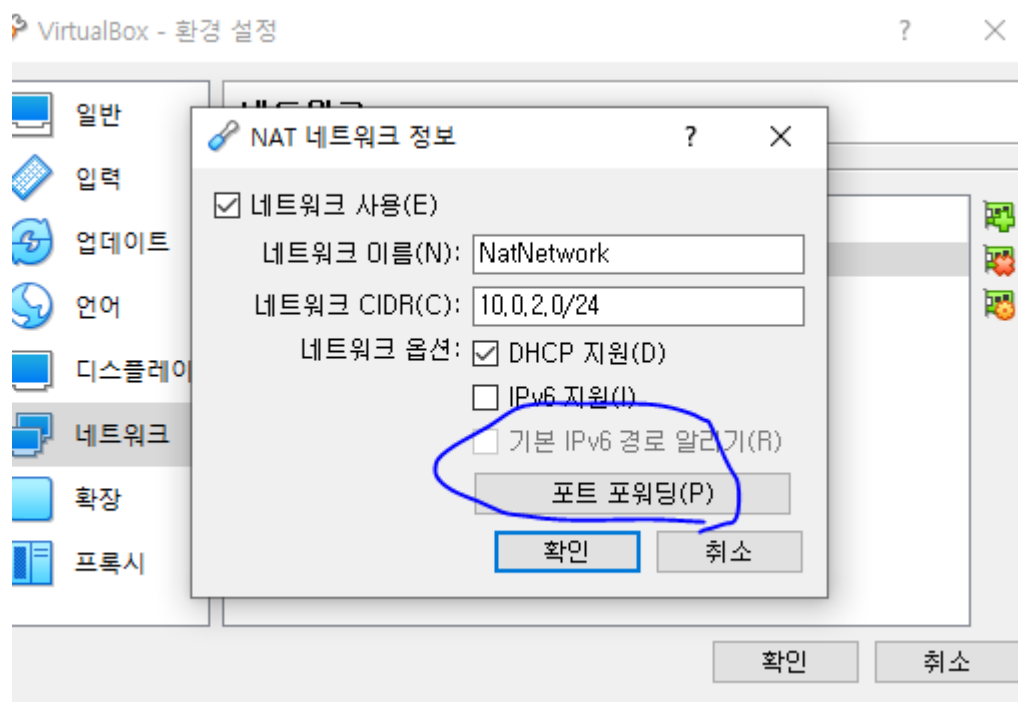 VirtualBox - 환경 설정
일반
입력
업데이트
언어
디스플레이
네트워크
확장
프록시
네트워크
NAT 네트워크 정보
네트워크 사용(E)
네트워크 이름(N): NatNetwork
네트워크 CIDR(C): 10.0.2.0/24
네트워크 옵션: DHCP 지원(D)
IPv6 지원(I)
기본 IPv6 경로 알리기(R)
포트 포워딩(P)
확인 취소
확인 취소